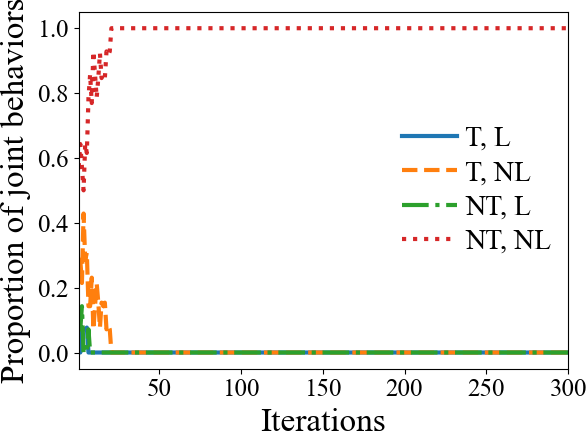 Proportion of joint behaviors
1.0
0.8
0.6
0.4
0.2
0.0
T, L
T, NL
NT, L
NT, NL
50 100 150 200 250 300
Iterations